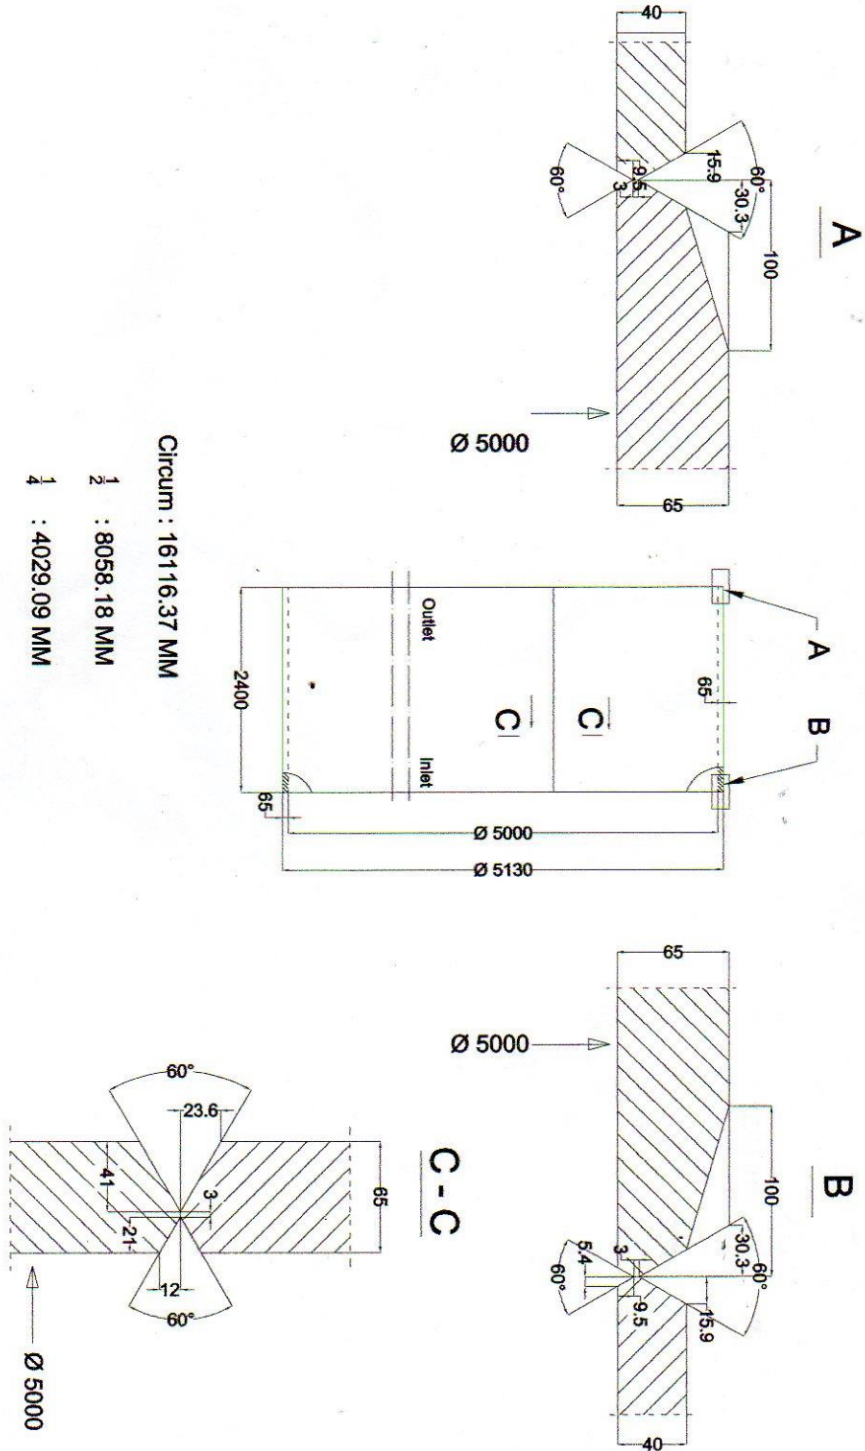 A
40
15.9
60°
30.3
100
9.5
3
60°
Ø 5000
65
B
65
100
30.3
60°
15.9
3
9.5
5.4
60°
Ø 5000
40
A
B
65
C
C
Outlet
Inlet
2400
65
Ø 5000
Ø 5130
C - C
60°
23.6
65
41
3
21
12
60°
Ø 5000
Circum : 16116.37 MM
1/2 : 8058.18 MM
1/4 : 4029.09 MM